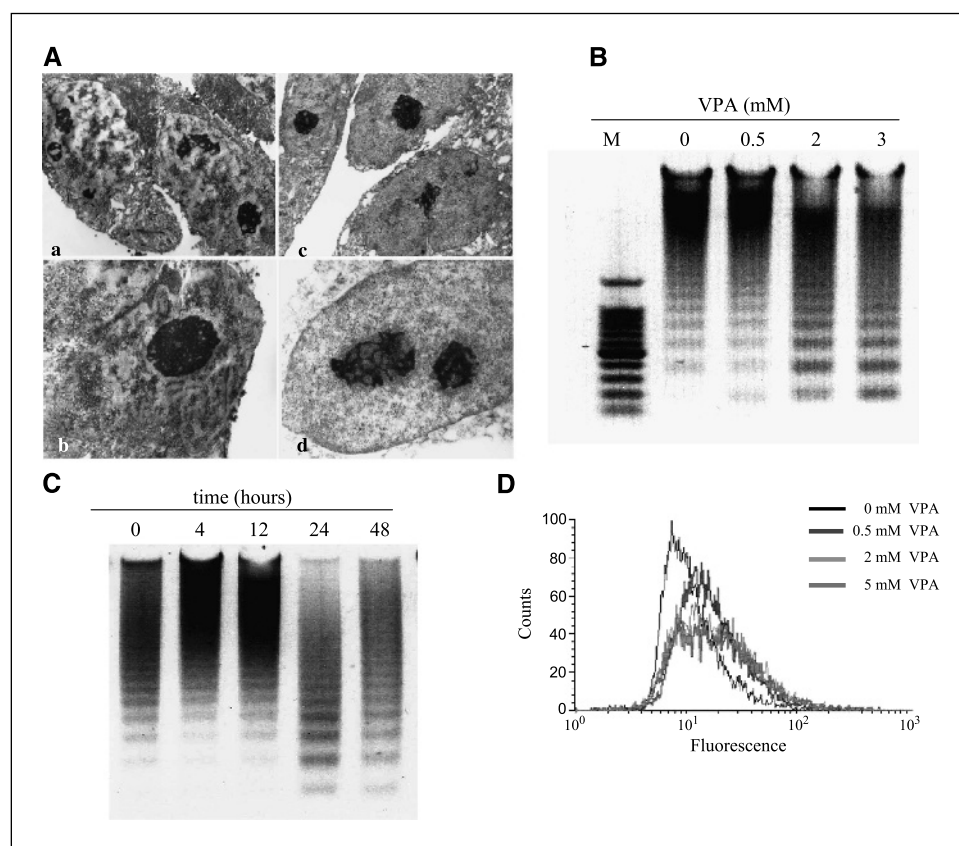 A
a
c
b
d
B
VPA (mM)
M 0 0.5 2 3
C
time (hours)
0 4 12 24 48
D
0 mM VPA
0.5 mM VPA
2 mM VPA
5 mM VPA
100
80
60
40
20
0
Counts
10^0 10^1 10^2 10^3
Fluorescence